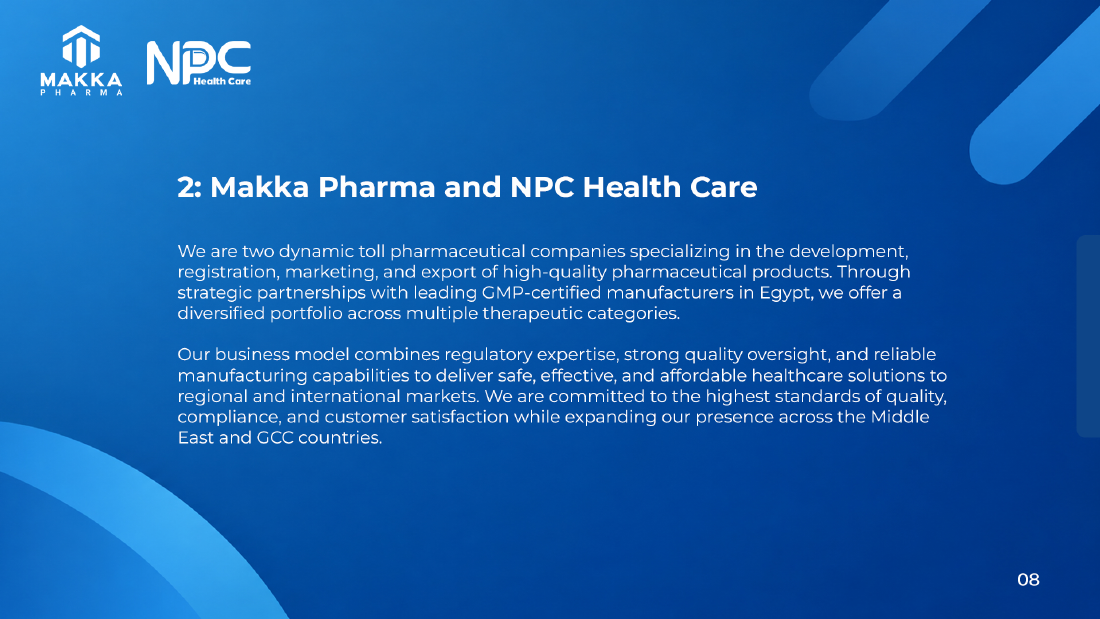 MAKKA
PHARMA
NPC
Health Care
2: Makka Pharma and NPC Health Care
We are two dynamic toll pharmaceutical companies specializing in the development,
registration, marketing, and export of high-quality pharmaceutical products. Through
strategic partnerships with leading GMP-certified manufacturers in Egypt, we offer a
diversified portfolio across multiple therapeutic categories.
Our business model combines regulatory expertise, strong quality oversight, and reliable
manufacturing capabilities to deliver safe, effective, and affordable healthcare solutions to
regional and international markets. We are committed to the highest standards of quality,
compliance, and customer satisfaction while expanding our presence across the Middle
East and GCC countries.
08